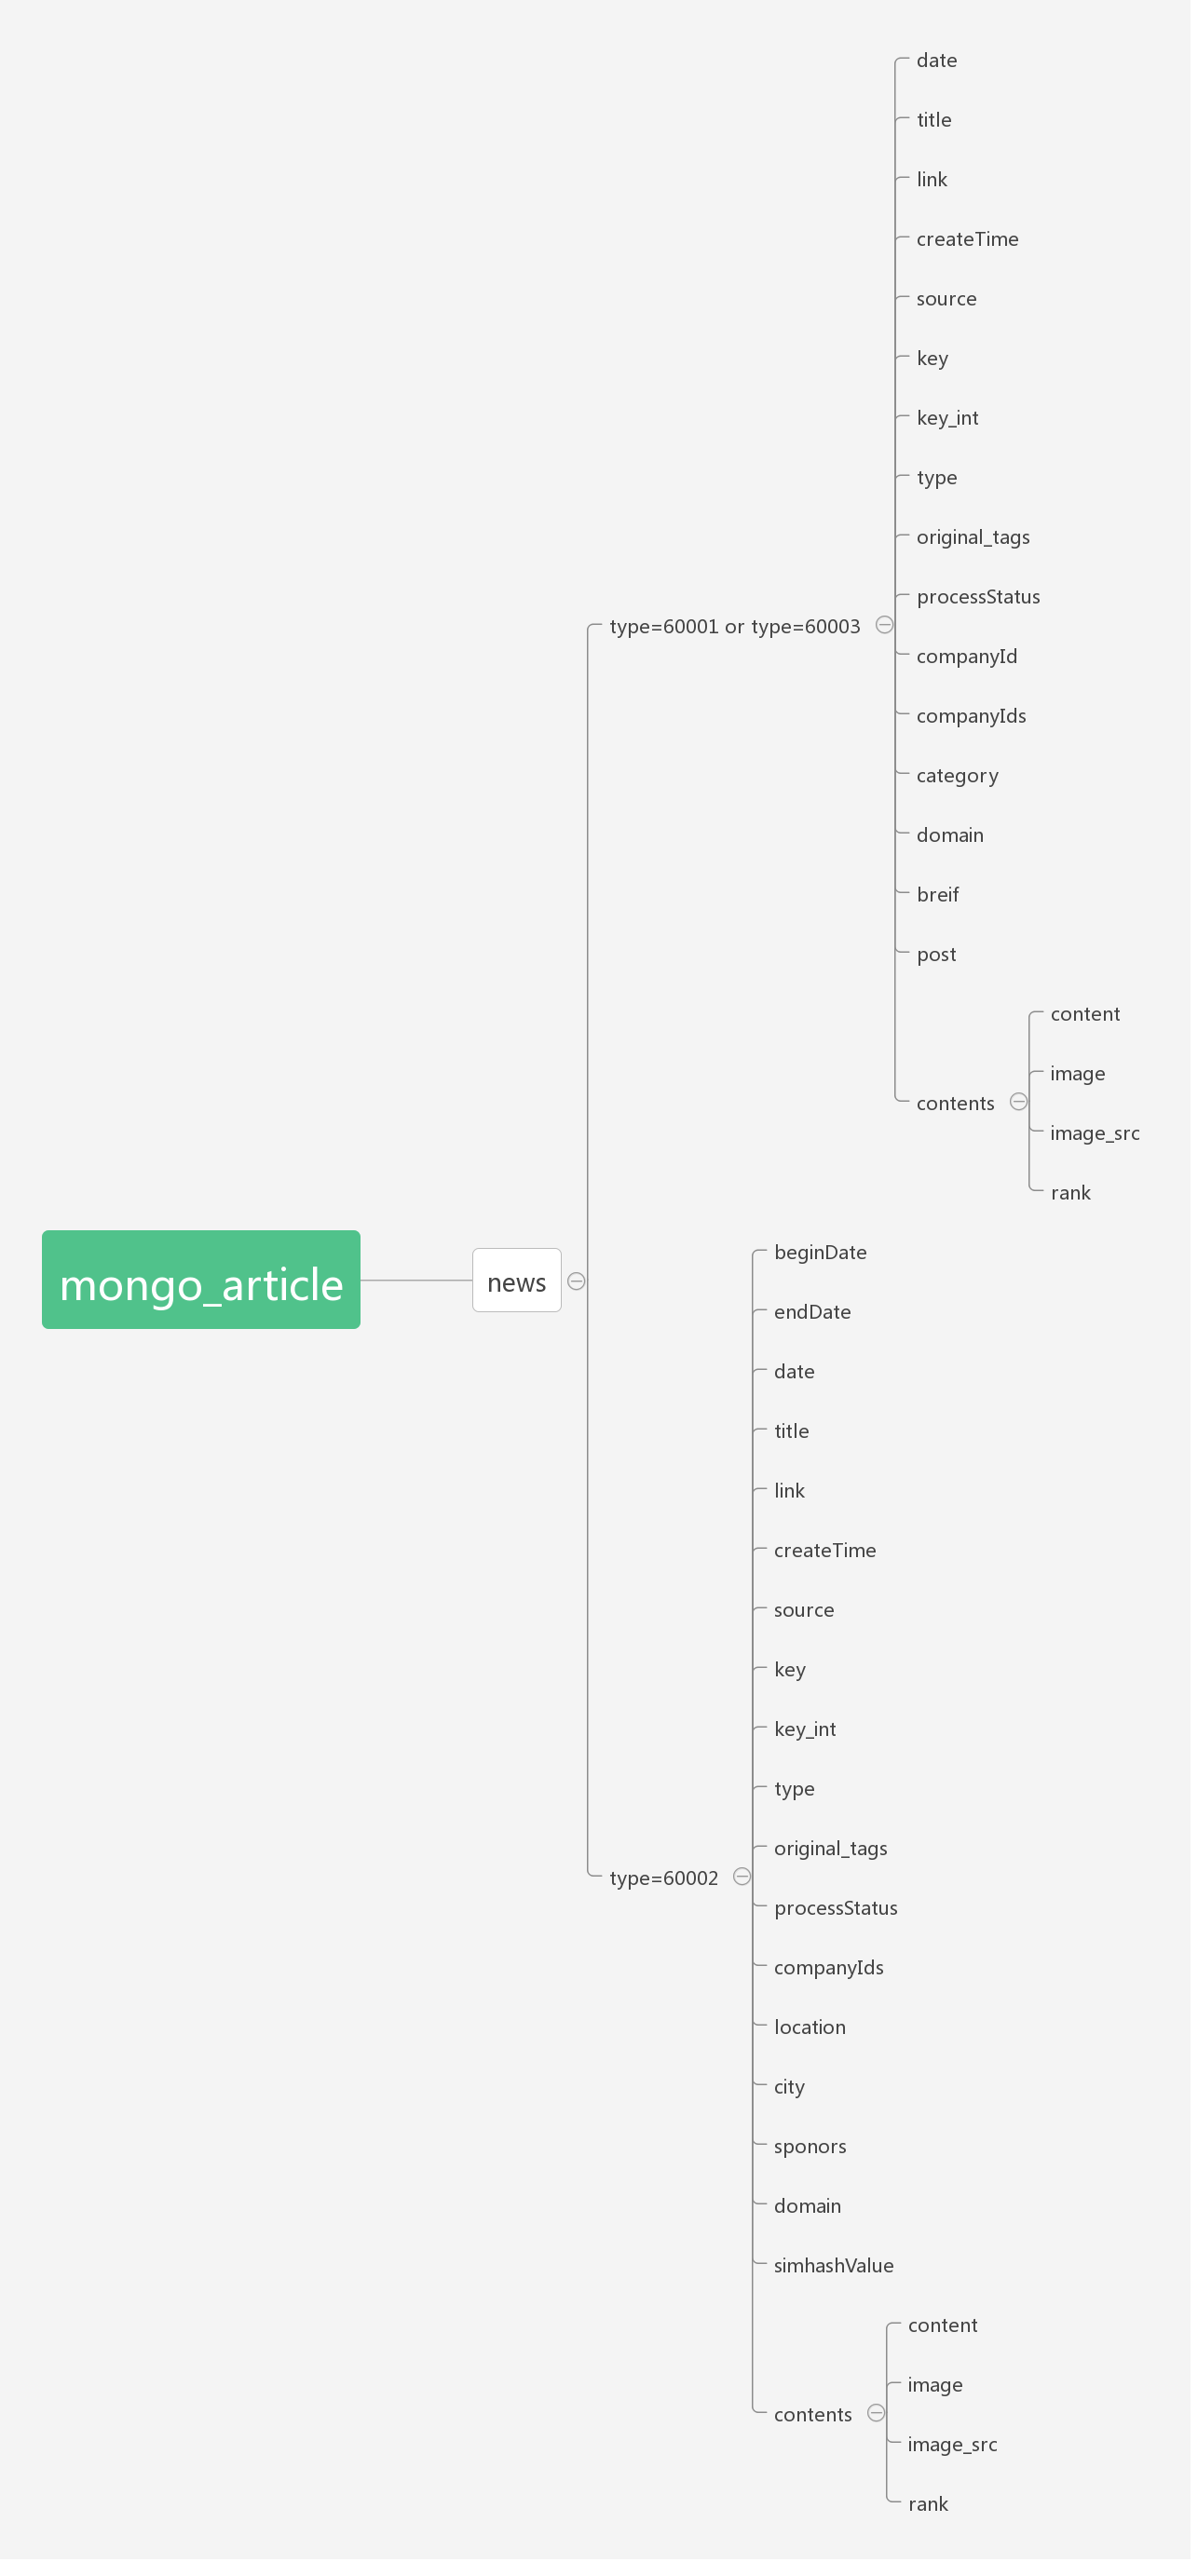 mongo_article
news
type=60001 or type=60003
date
title
link
createTime
source
key
key_int
type
original_tags
processStatus
companyId
companyIds
category
domain
breif
post
contents
content
image
image_src
rank
type=60002
beginDate
endDate
date
title
link
createTime
source
key
key_int
type
original_tags
processStatus
companyIds
location
city
sponors
domain
simhashValue
contents
content
image
image_src
rank